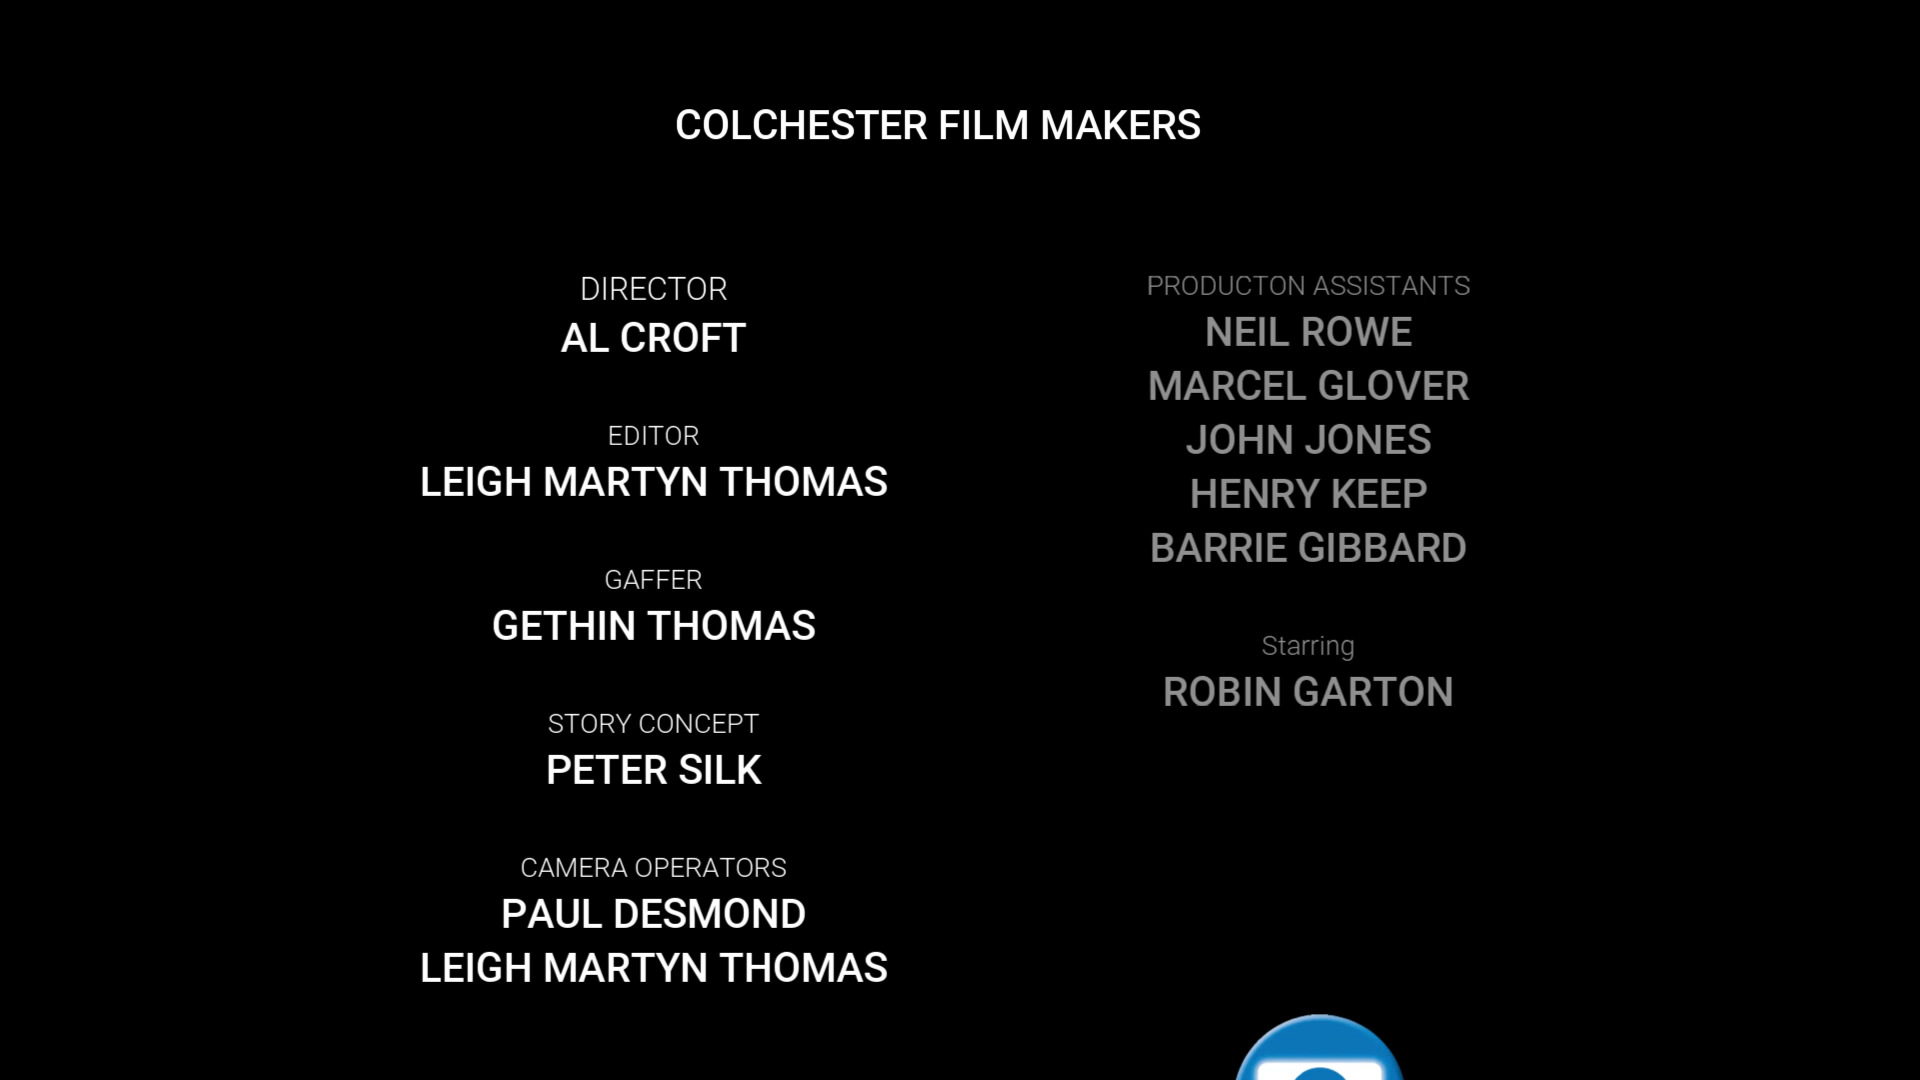 COLCHESTER FILM MAKERS
DIRECTOR
AL CROFT
EDITOR
LEIGH MARTYN THOMAS
GAFFER
GETHIN THOMAS
STORY CONCEPT
PETER SILK
CAMERA OPERATORS
PAUL DESMOND
LEIGH MARTYN THOMAS
PRODUCTON ASSISTANTS
NEIL ROWE
MARCEL GLOVER
JOHN JONES
HENRY KEEP
BARRIE GIBBARD
Starring
ROBIN GARTON